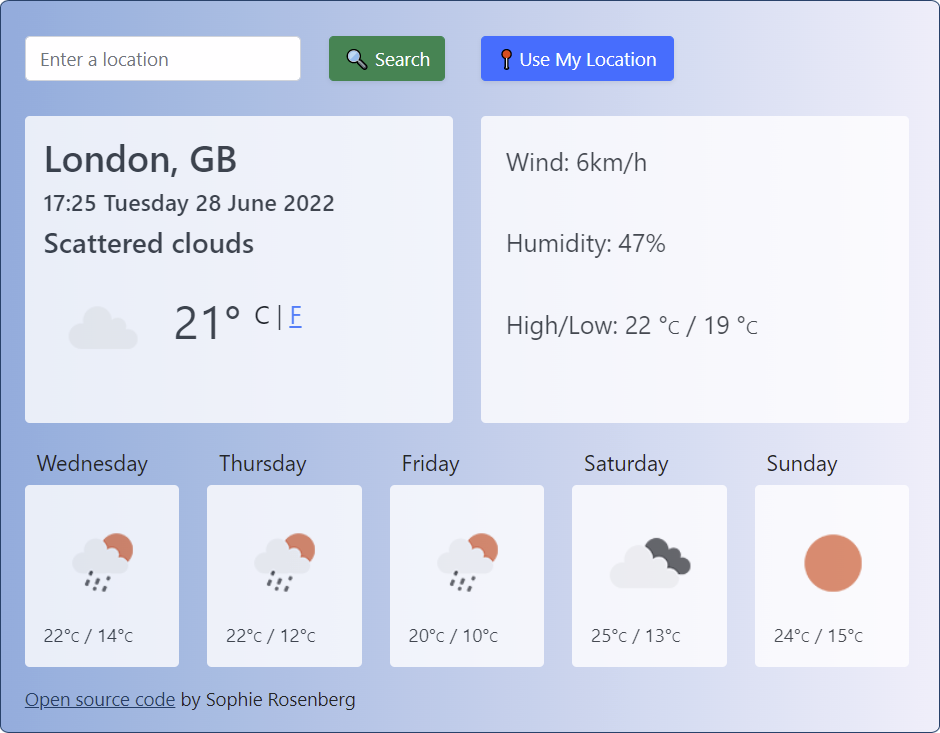 Enter a location
Search
Use My Location
London, GB
17:25 Tuesday 28 June 2022
Scattered clouds
21° C | F
Wind: 6km/h
Humidity: 47%
High/Low: 22 °C / 19 °C
Wednesday
Thursday
Friday
Saturday
Sunday
22°C / 14°C
22°C / 12°C
20°C / 10°C
25°C / 13°C
24°C / 15°C
Open source code by Sophie Rosenberg